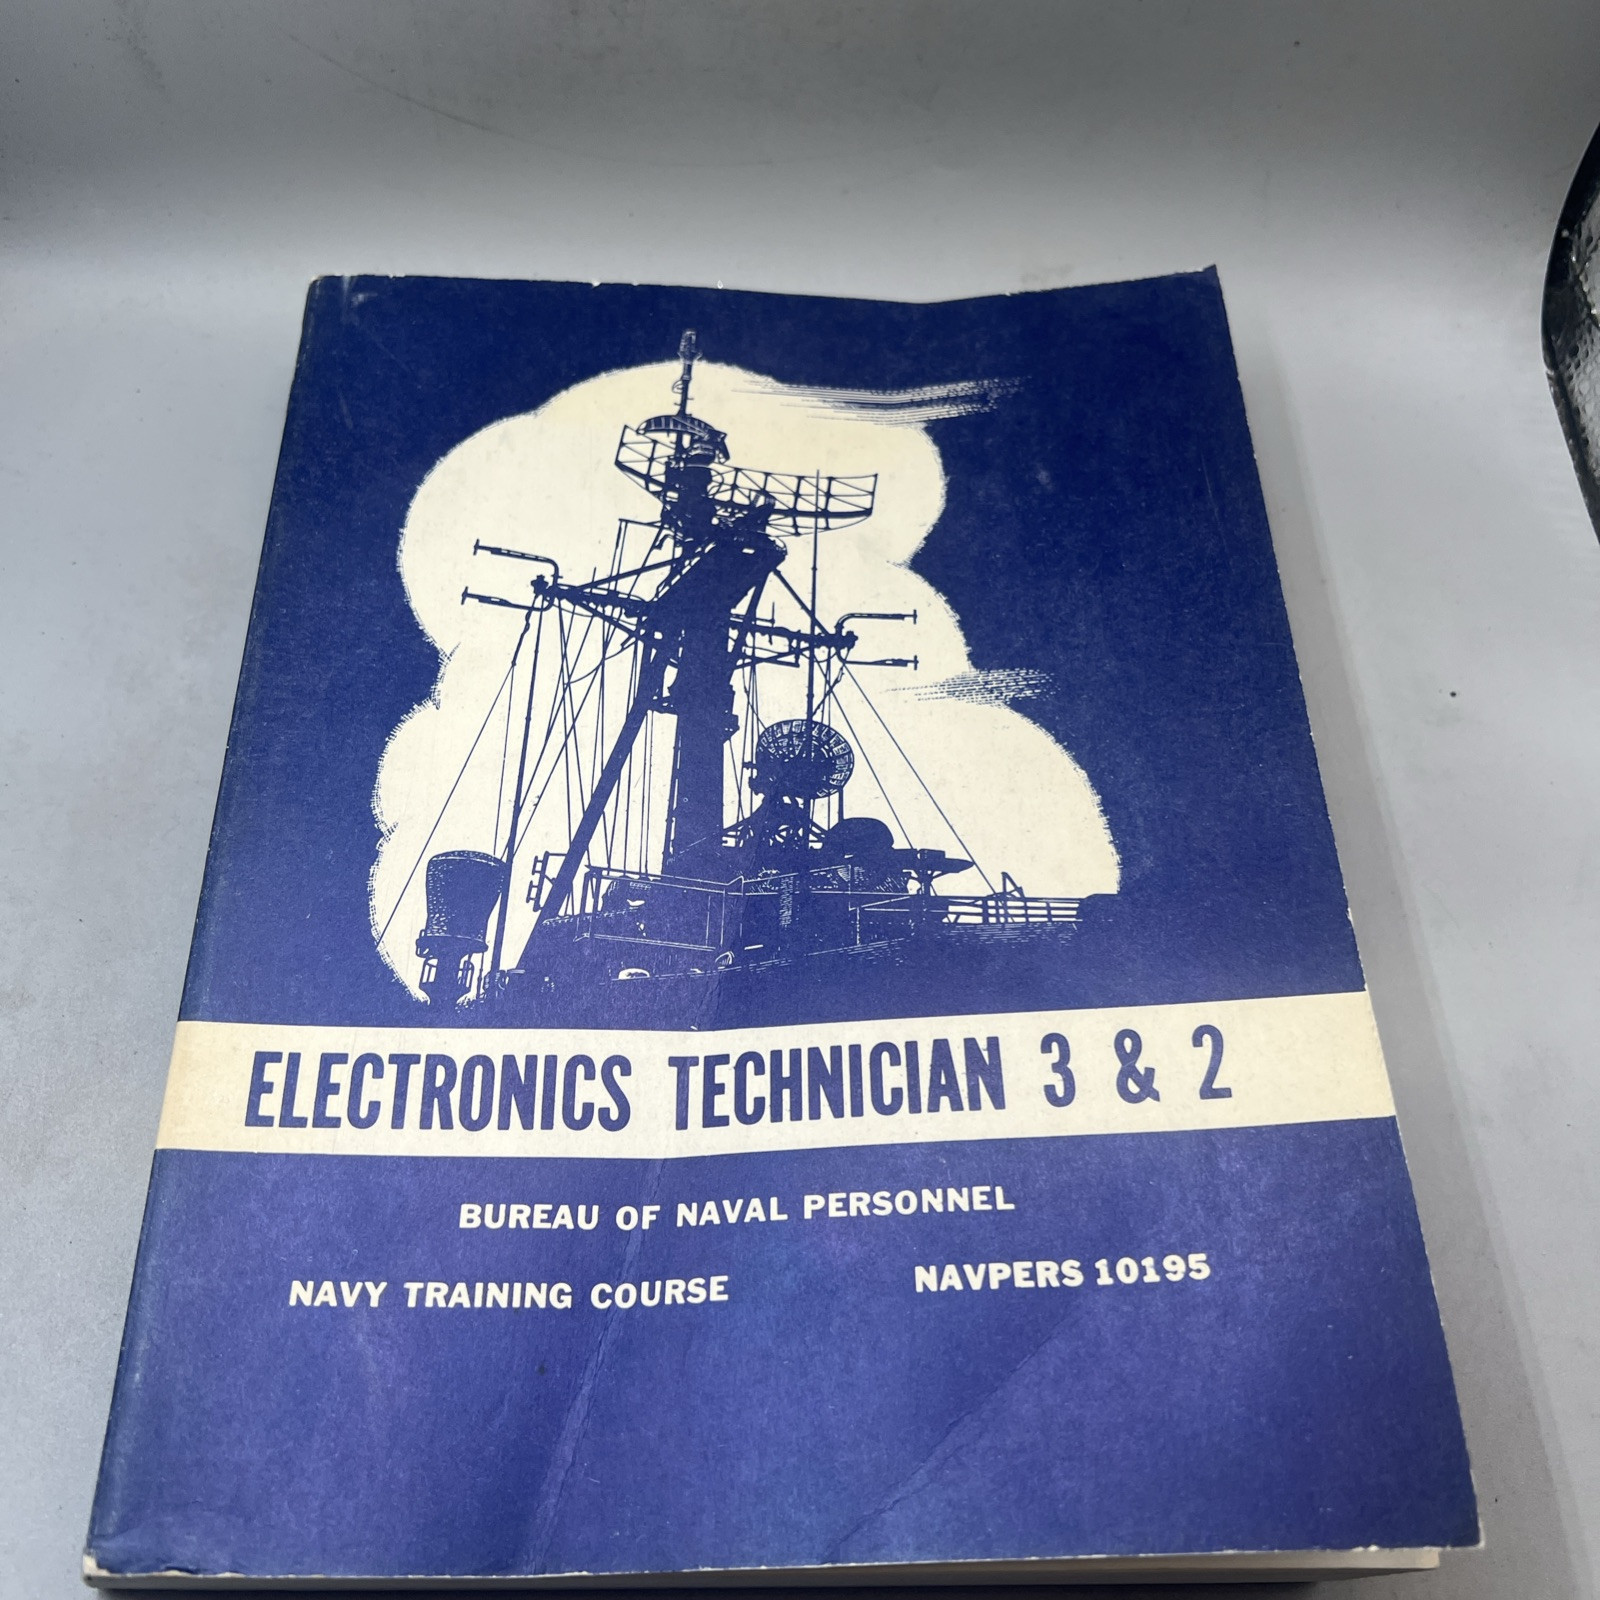 ELECTRONICS TECHNICIAN 3 & 2
BUREAU OF NAVAL PERSONNEL
NAVY TRAINING COURSE NAVPERS 10195